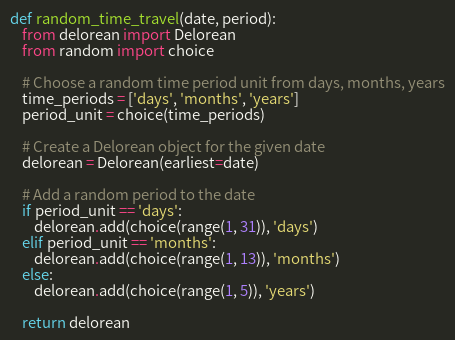 def random_time_travel(date, period):
from delorean import Delorean
from random import choice
# Choose a random time period unit from days, months, years
time_periods = ['days', 'months', 'years']
period_unit = choice(time_periods)
# Create a Delorean object for the given date
delorean = Delorean(earliest=date)
# Add a random period to the date
if period_unit == 'days':
delorean.add(choice(range(1, 31)), 'days')
elif period_unit == 'months':
delorean.add(choice(range(1, 13)), 'months')
else:
delorean.add(choice(range(1, 5)), 'years')
return delorean